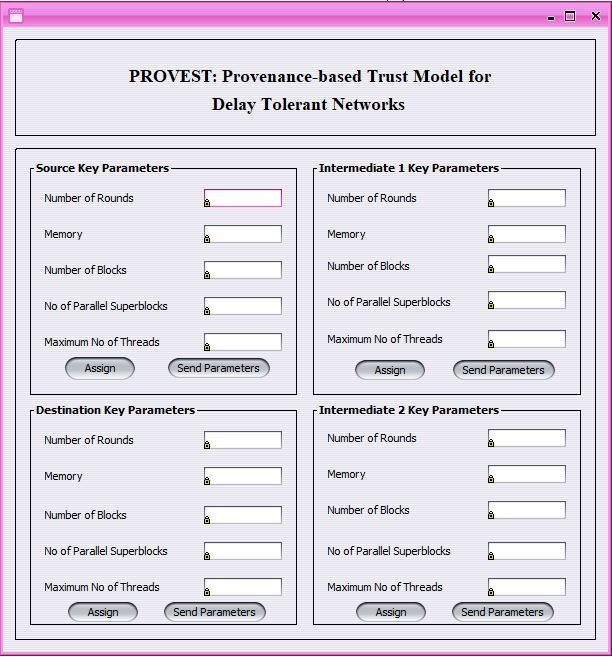 PROVEST: Provenance-based Trust Model for
Delay Tolerant Networks
Source Key Parameters
Number of Rounds
Memory
Number of Blocks
No of Parallel Superblocks
Maximum No of Threads
Assign
Send Parameters
Intermediate 1 Key Parameters
Number of Rounds
Memory
Number of Blocks
No of Parallel Superblocks
Maximum No of Threads
Assign
Send Parameters
Destination Key Parameters
Number of Rounds
Memory
Number of Blocks
No of Parallel Superblocks
Maximum No of Threads
Assign
Send Parameters
Intermediate 2 Key Parameters
Number of Rounds
Memory
Number of Blocks
No of Parallel Superblocks
Maximum No of Threads
Assign
Send Parameters